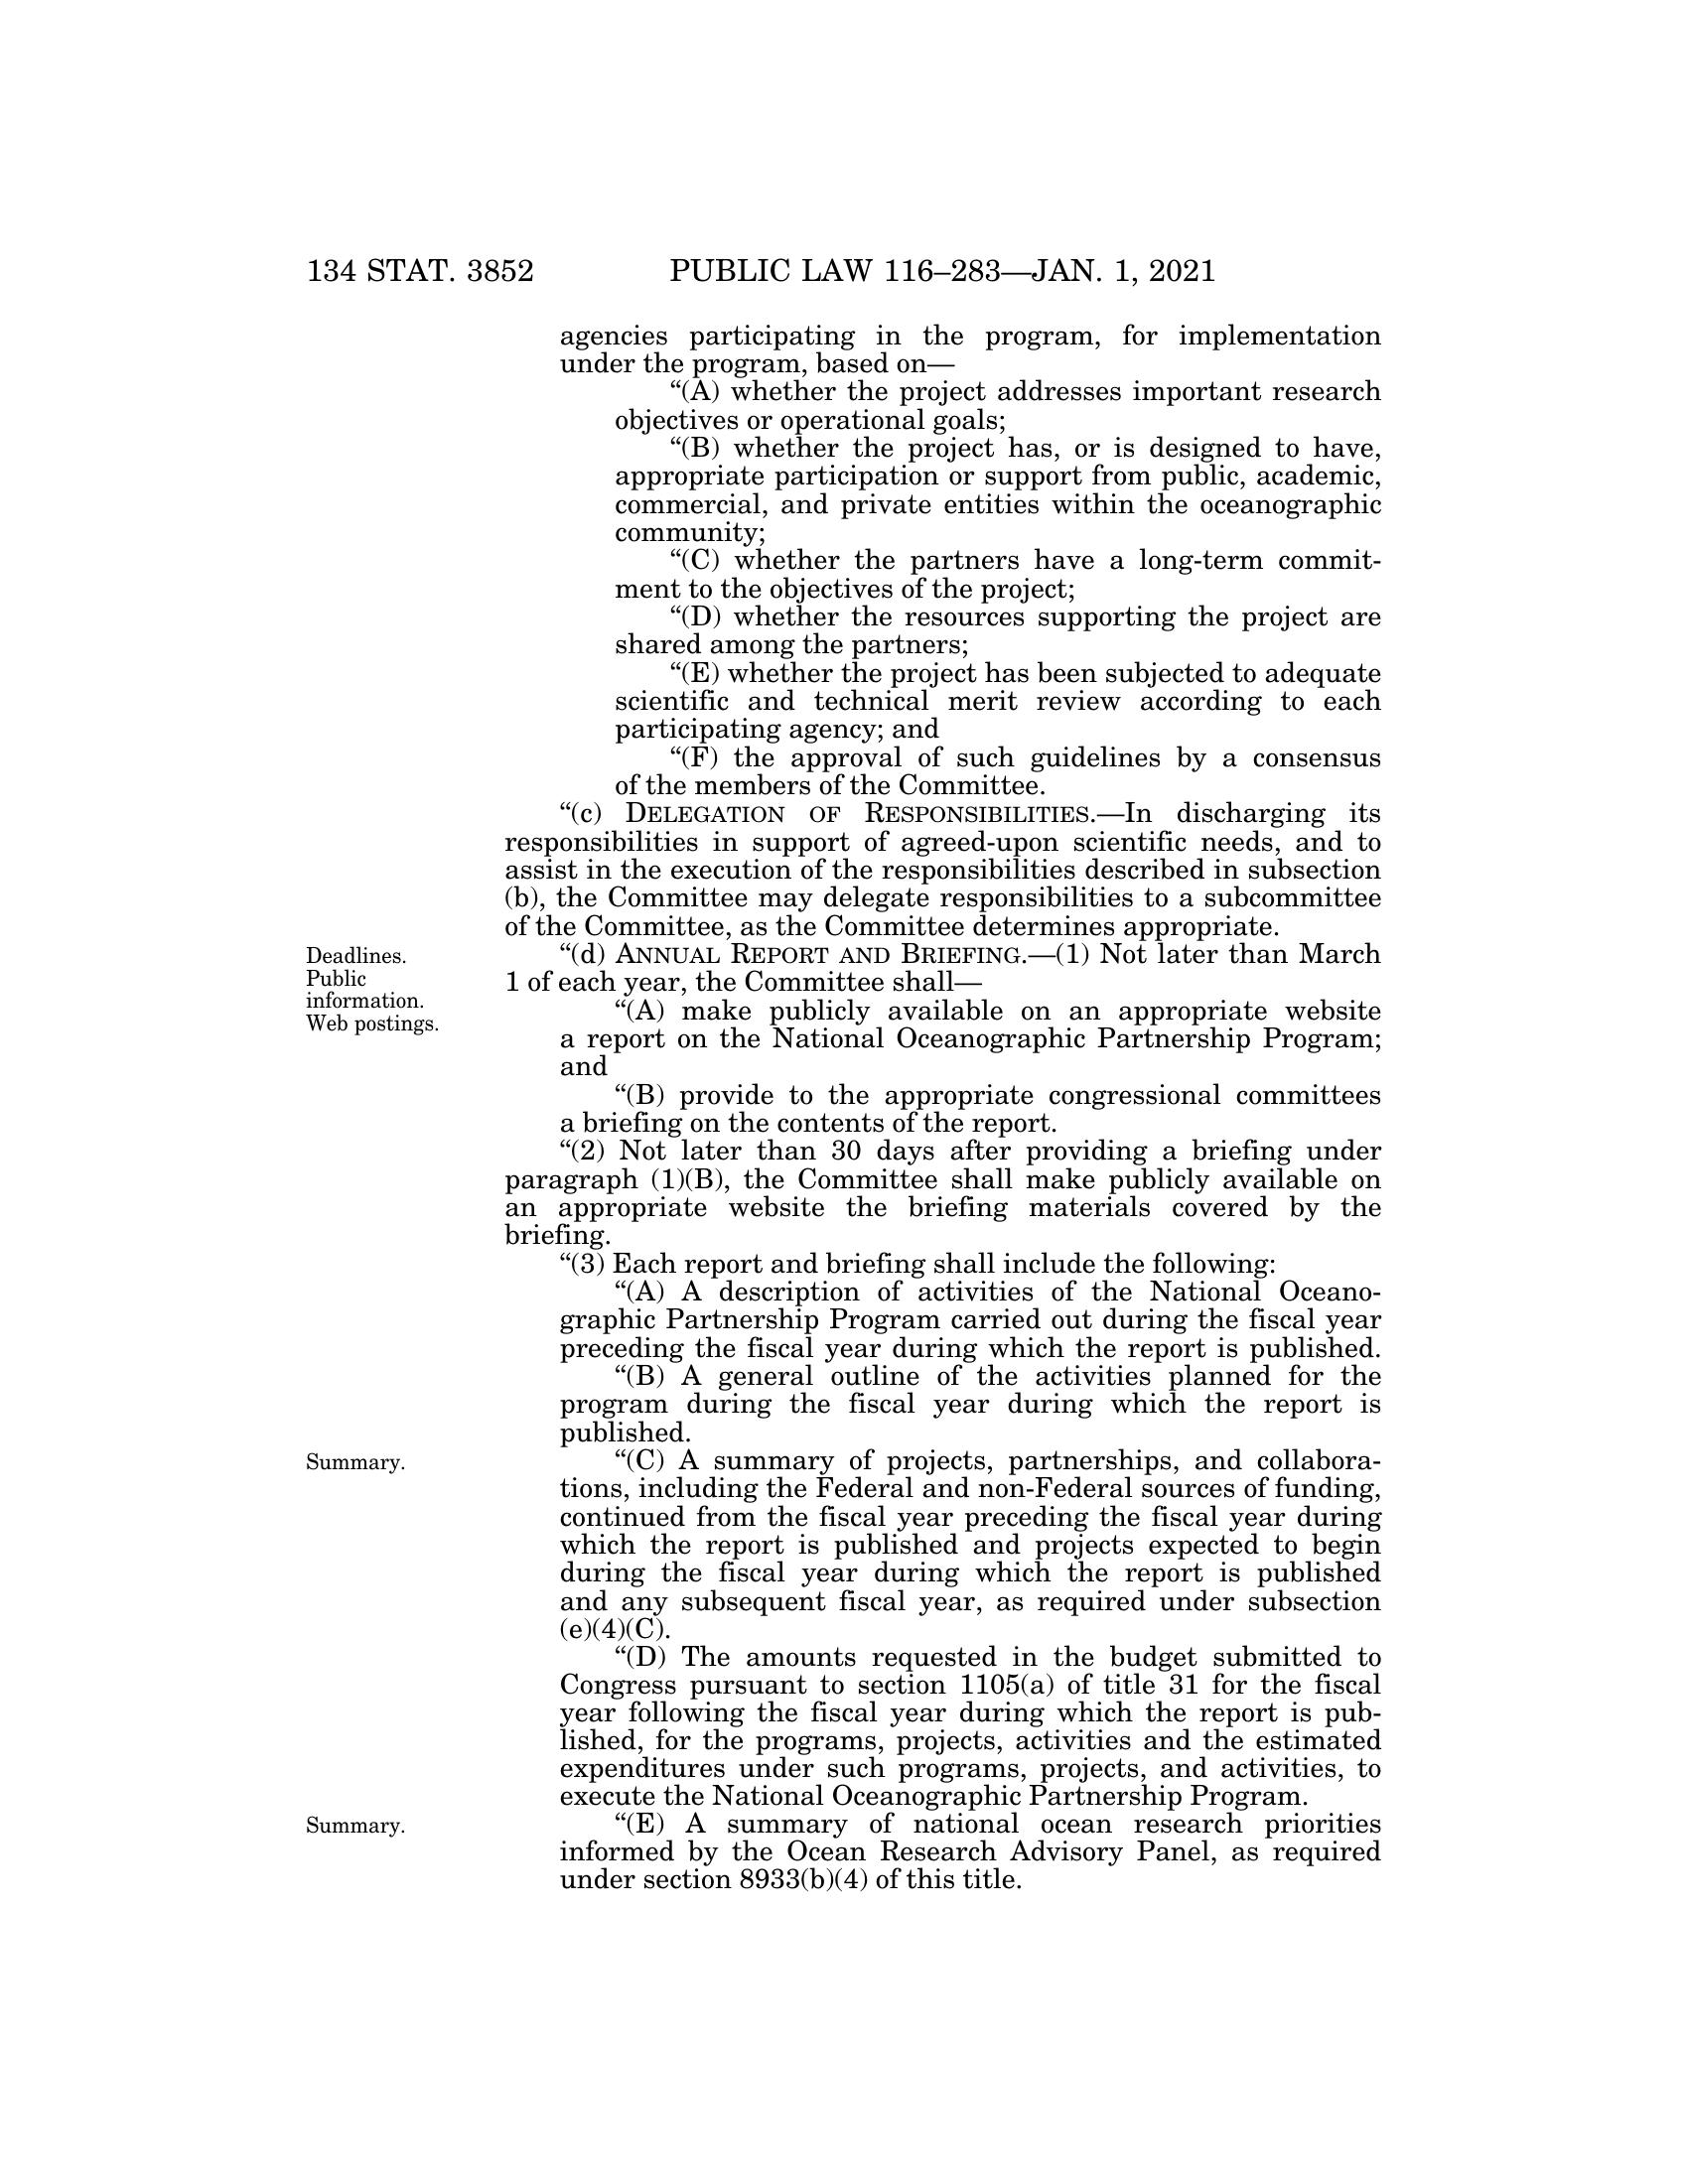 134 STAT. 3852 PUBLIC LAW 116–283—JAN. 1, 2021
agencies participating in the program, for implementation
under the program, based on—
“(A) whether the project addresses important research
objectives or operational goals;
“(B) whether the project has, or is designed to have,
appropriate participation or support from public, academic,
commercial, and private entities within the oceanographic
community;
“(C) whether the partners have a long-term commit-
ment to the objectives of the project;
“(D) whether the resources supporting the project are
shared among the partners;
“(E) whether the project has been subjected to adequate
scientific and technical merit review according to each
participating agency; and
“(F) the approval of such guidelines by a consensus
of the members of the Committee.
“(c) DELEGATION OF RESPONSIBILITIES.—In discharging its
responsibilities in support of agreed-upon scientific needs, and to
assist in the execution of the responsibilities described in subsection
(b), the Committee may delegate responsibilities to a subcommittee
of the Committee, as the Committee determines appropriate.
Deadlines.
Public
information.
Web postings.
“(d) ANNUAL REPORT AND BRIEFING.—(1) Not later than March
1 of each year, the Committee shall—
“(A) make publicly available on an appropriate website
a report on the National Oceanographic Partnership Program;
and
“(B) provide to the appropriate congressional committees
a briefing on the contents of the report.
“(2) Not later than 30 days after providing a briefing under
paragraph (1)(B), the Committee shall make publicly available on
an appropriate website the briefing materials covered by the
briefing.
“(3) Each report and briefing shall include the following:
“(A) A description of activities of the National Oceano-
graphic Partnership Program carried out during the fiscal year
preceding the fiscal year during which the report is published.
“(B) A general outline of the activities planned for the
program during the fiscal year during which the report is
published.
Summary.
“(C) A summary of projects, partnerships, and collabora-
tions, including the Federal and non-Federal sources of funding,
continued from the fiscal year preceding the fiscal year during
which the report is published and projects expected to begin
during the fiscal year during which the report is published
and any subsequent fiscal year, as required under subsection
(e)(4)(C).
“(D) The amounts requested in the budget submitted to
Congress pursuant to section 1105(a) of title 31 for the fiscal
year following the fiscal year during which the report is pub-
lished, for the programs, projects, activities and the estimated
expenditures under such programs, projects, and activities, to
execute the National Oceanographic Partnership Program.
Summary.
“(E) A summary of national ocean research priorities
informed by the Ocean Research Advisory Panel, as required
under section 8933(b)(4) of this title.